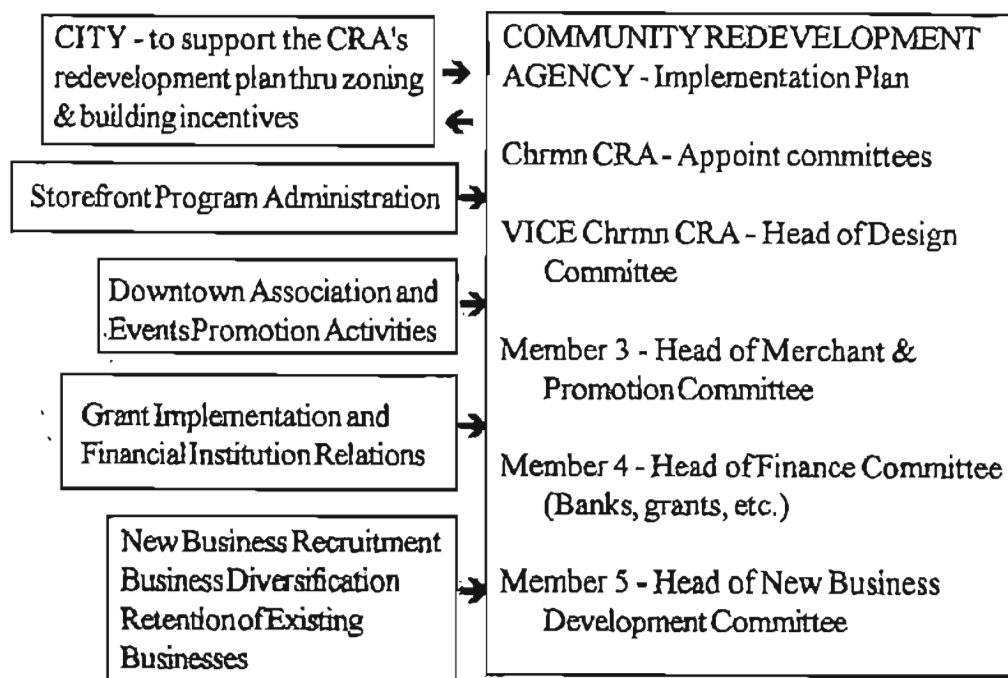 CITY - to support the CRA's
redevelopment plan thru zoning
& building incentives
Storefront Program Administration
Downtown Association and
Events Promotion Activities
Grant Implementation and
Financial Institution Relations
New Business Recruitment
Business Diversification
Retention of Existing
Businesses
COMMUNITY REDEVELOPMENT
AGENCY - Implementation Plan
Chrmn CRA - Appoint committees
VICE Chrmn CRA - Head of Design
Committee
Member 3 - Head of Merchant &
Promotion Committee
Member 4 - Head of Finance Committee
(Banks, grants, etc.)
Member 5 - Head of New Business
Development Committee